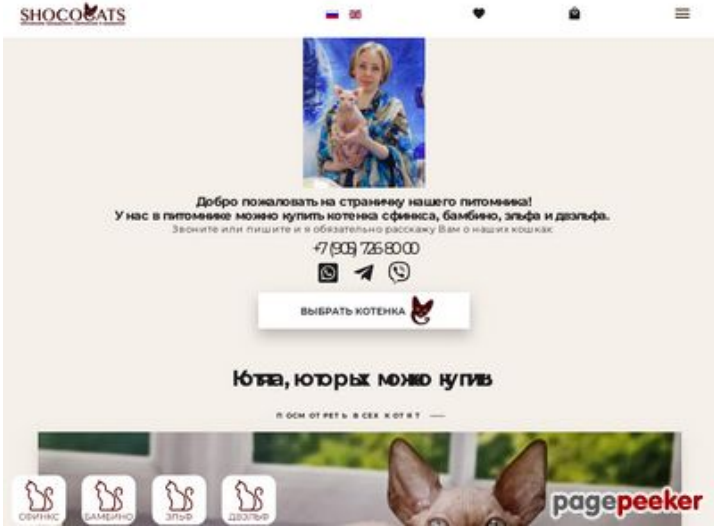 SHOCOCATS
Добро пожаловать на страничку нашего питомника!
У нас в питомнике можно купить котенка сфинкса, бамбино, эльфа и двэльфа.
Звоните или пишите и я обязательно расскажу Вам о наших кошках
+7 (905) 726 80 00
ВЫБРАТЬ КОТЕНКА
Котята, которых можно купить
ПОСМОТРЕТЬ ВСЕХ КОТЯТ
СФИНКС БАМБИНО ЭЛЬФ ДВЭЛЬФ
pagepeeker